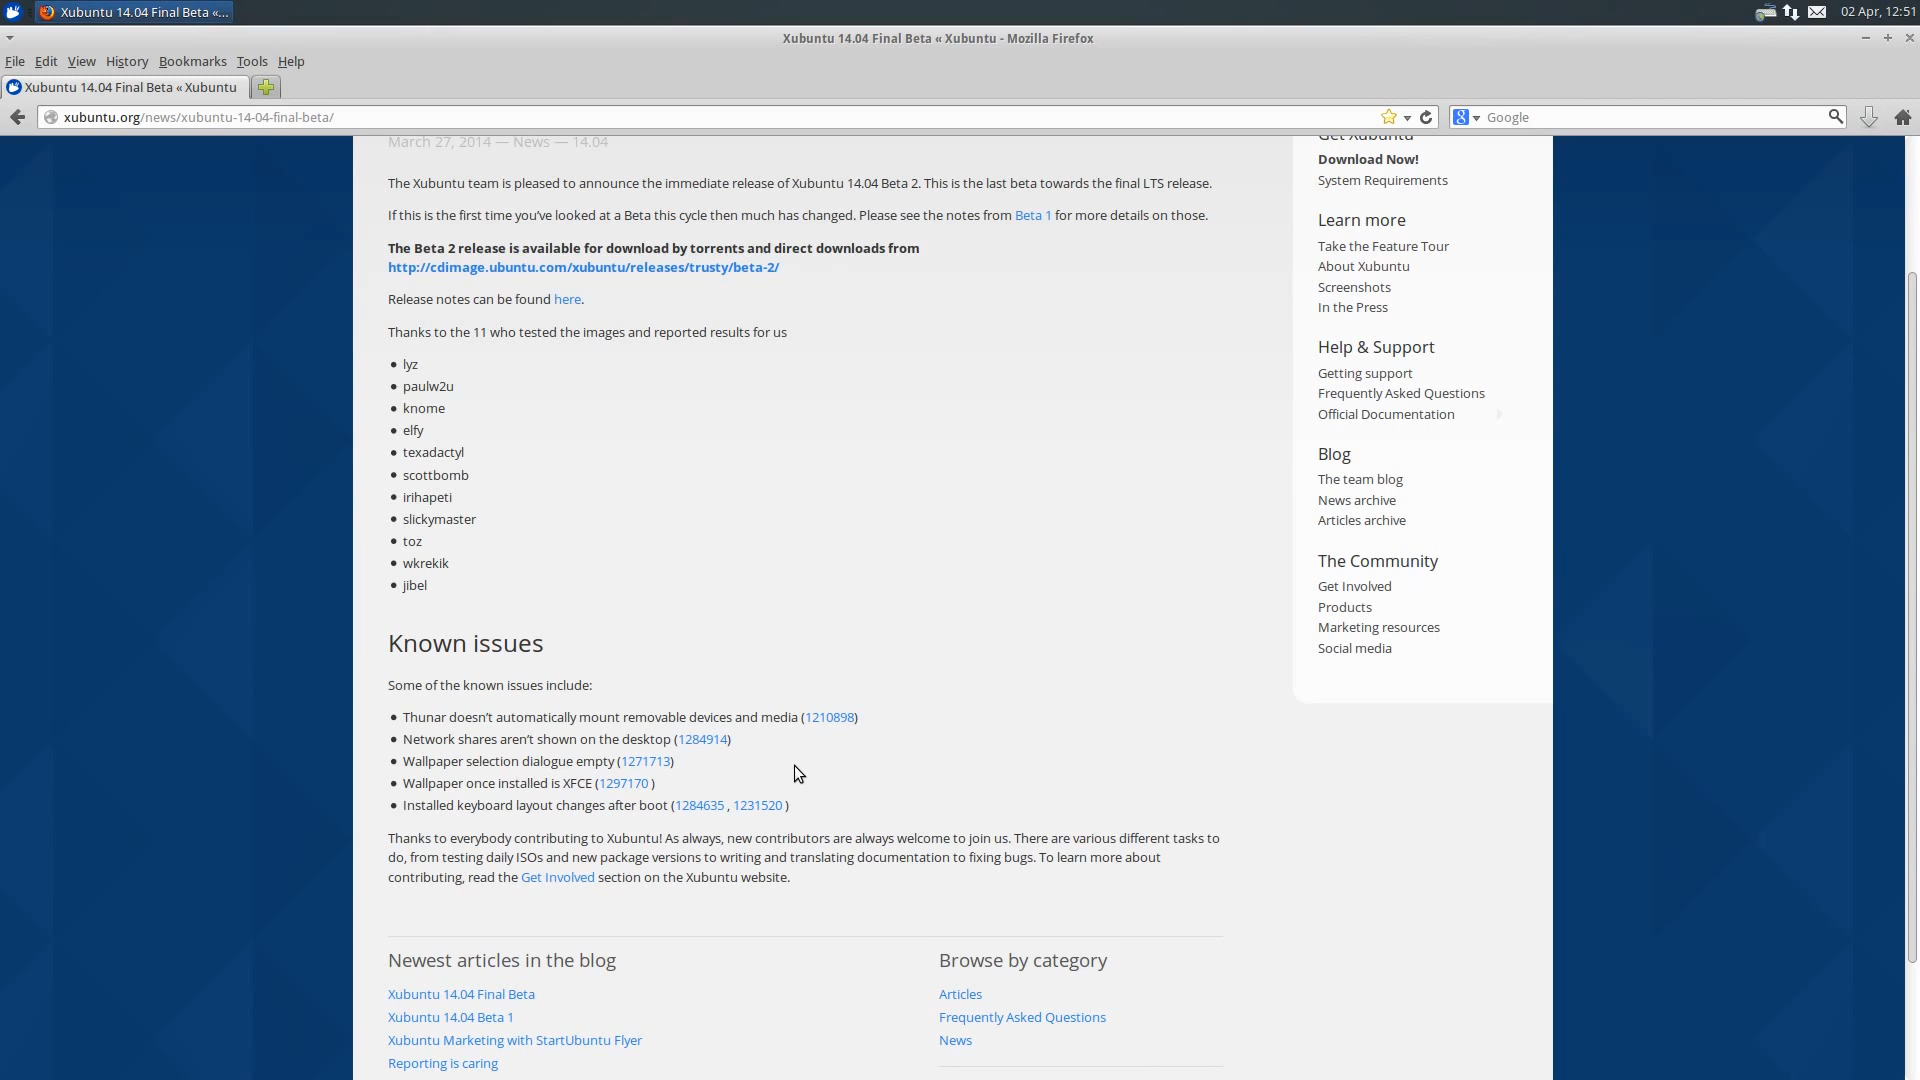 Xubuntu 14.04 Final Beta «...
02 Apr, 12:51
Xubuntu 14.04 Final Beta « Xubuntu - Mozilla Firefox
File Edit View History Bookmarks Tools Help
Xubuntu 14.04 Final Beta « Xubuntu
xubuntu.org/news/xubuntu-14-04-final-beta/
Google
March 27, 2014 — News — 14.04
The Xubuntu team is pleased to announce the immediate release of Xubuntu 14.04 Beta 2. This is the last beta towards the final LTS release.
If this is the first time you’ve looked at a Beta this cycle then much has changed. Please see the notes from Beta 1 for more details on those.
The Beta 2 release is available for download by torrents and direct downloads from
http://cdimage.ubuntu.com/xubuntu/releases/trusty/beta-2/
Release notes can be found here.
Thanks to the 11 who tested the images and reported results for us
• lyz
• paulw2u
• knome
• elfy
• texadactyl
• scottbomb
• irihapeti
• slickymaster
• toz
• wkrekik
• jibel
Known issues
Some of the known issues include:
• Thunar doesn’t automatically mount removable devices and media (1210898)
• Network shares aren’t shown on the desktop (1284914)
• Wallpaper selection dialogue empty (1271713)
• Wallpaper once installed is XFCE (1297170 )
• Installed keyboard layout changes after boot (1284635 , 1231520 )
Thanks to everybody contributing to Xubuntu! As always, new contributors are always welcome to join us. There are various different tasks to
do, from testing daily ISOs and new package versions to writing and translating documentation to fixing bugs. To learn more about
contributing, read the Get Involved section on the Xubuntu website.
Newest articles in the blog
Xubuntu 14.04 Final Beta
Xubuntu 14.04 Beta 1
Xubuntu Marketing with StartUbuntu Flyer
Reporting is caring
Browse by category
Articles
Frequently Asked Questions
News
Get Xubuntu
Download Now!
System Requirements
Learn more
Take the Feature Tour
About Xubuntu
Screenshots
In the Press
Help & Support
Getting support
Frequently Asked Questions
Official Documentation
Blog
The team blog
News archive
Articles archive
The Community
Get Involved
Products
Marketing resources
Social media